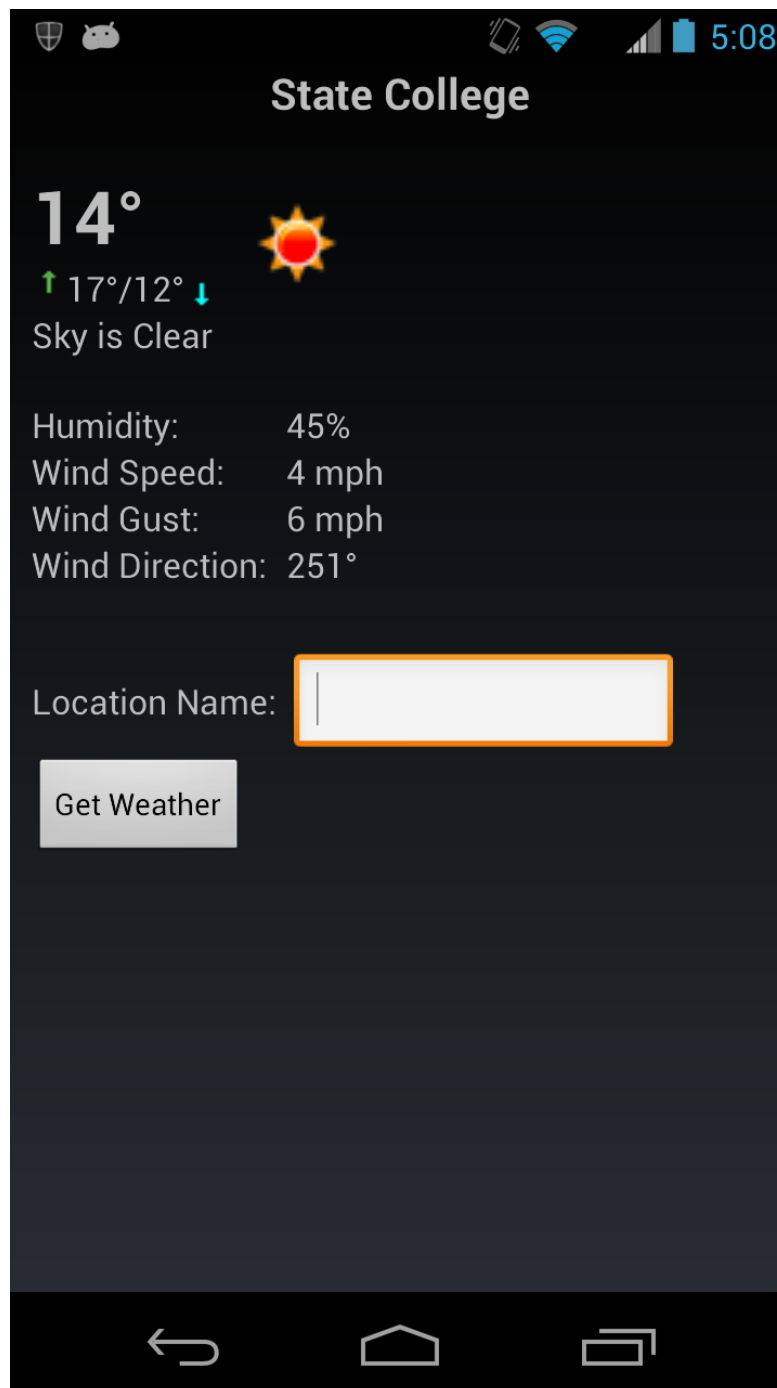 5:08
State College
14°
↑ 17°/12° ↓
Sky is Clear
Humidity: 45%
Wind Speed: 4 mph
Wind Gust: 6 mph
Wind Direction: 251°
Location Name:
Get Weather